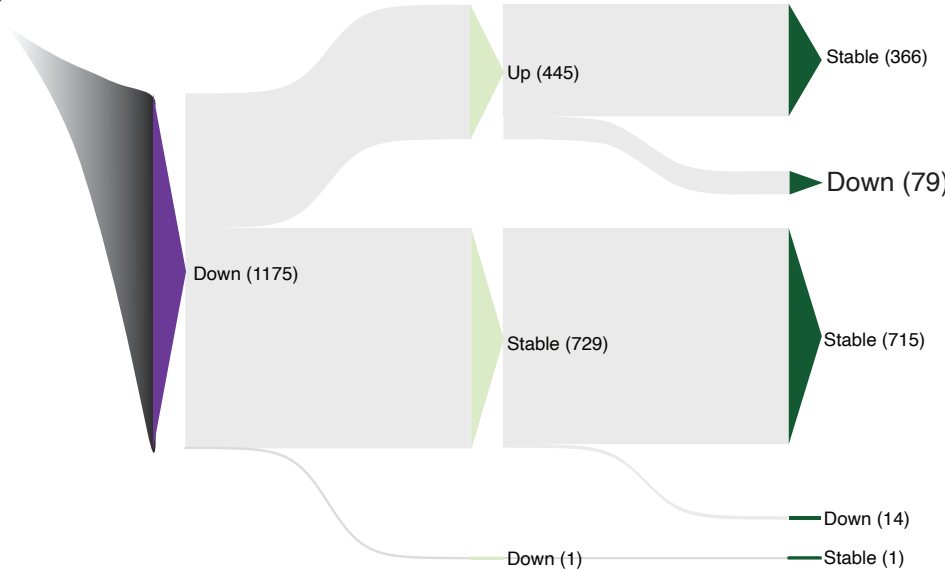 Up (445)
Stable (366)
Down (79)
Down (1175)
Stable (729)
Stable (715)
Down (14)
Down (1)
Stable (1)